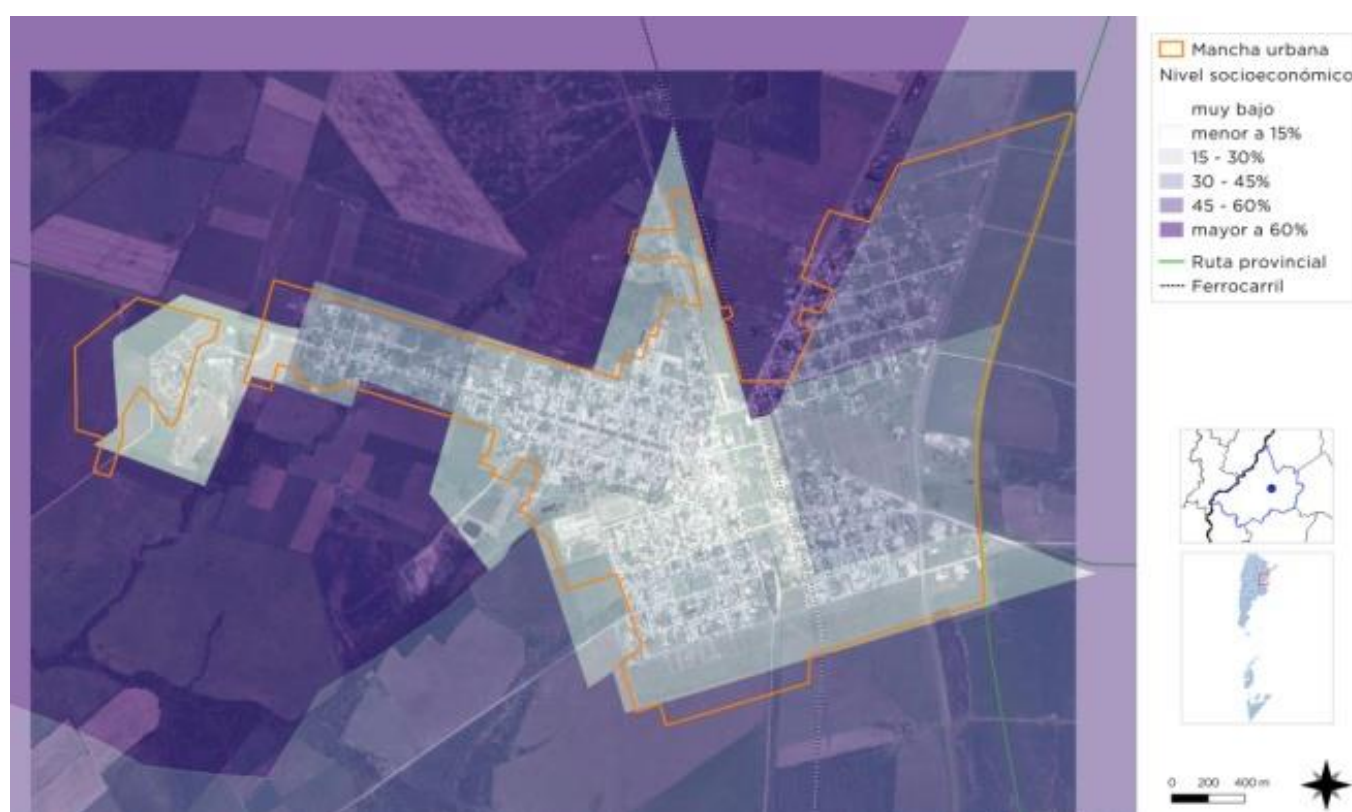 Mancha urbana
Nivel socioeconómico
muy bajo
menor a 15%
15 - 30%
30 - 45%
45 - 60%
mayor a 60%
Ruta provincial
Ferrocarril
0 200 400 m